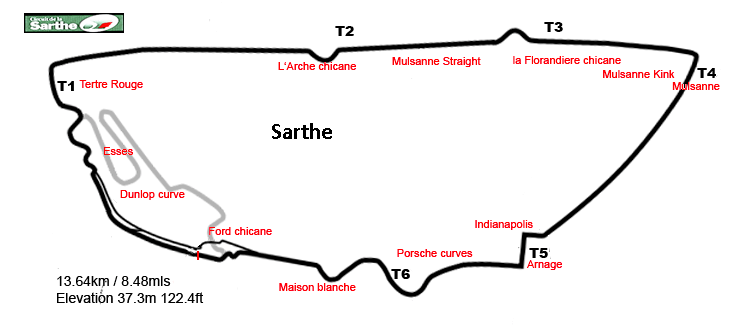 Circuit de la
Sarthe
T2
T3
L'Arche chicane
Mulsanne Straight
la Florandiere chicane
Mulsanne Kink
T4
T1
Tertre Rouge
Mulsanne
Sarthe
Esses
Dunlop curve
Ford chicane
Indianapolis
Porsche curves
T5
Arnage
T6
Maison blanche
13.64km / 8.48mls
Elevation 37.3m 122.4ft